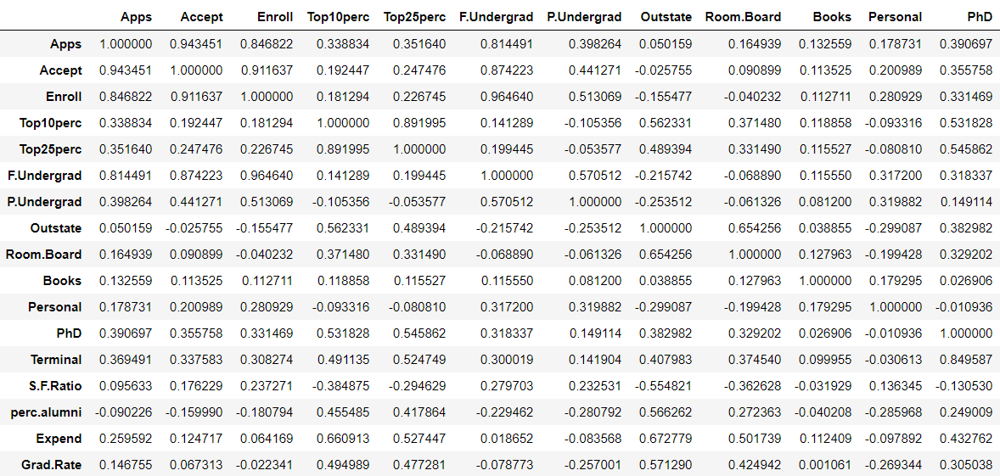 Apps Accept Enroll Top10perc Top25perc F.Undergrad P.Undergrad Outstate Room.Board Books Personal PhD
Apps 1.000000 0.943451 0.846822 0.338834 0.351640 0.814491 0.398264 0.050159 0.164939 0.132559 0.178731 0.390697
Accept 0.943451 1.000000 0.911637 0.192447 0.247476 0.874223 0.441271 -0.025755 0.090899 0.113525 0.200989 0.355758
Enroll 0.846822 0.911637 1.000000 0.181294 0.226745 0.964640 0.513069 -0.155477 -0.040232 0.112711 0.280929 0.331469
Top10perc 0.338834 0.192447 0.181294 1.000000 0.891995 0.141289 -0.105356 0.562331 0.371480 0.118858 -0.093316 0.531828
Top25perc 0.351640 0.247476 0.226745 0.891995 1.000000 0.199445 -0.053577 0.489394 0.331490 0.115527 -0.080810 0.545862
F.Undergrad 0.814491 0.874223 0.964640 0.141289 0.199445 1.000000 0.570512 -0.215742 -0.068890 0.115550 0.317200 0.318337
P.Undergrad 0.398264 0.441271 0.513069 -0.105356 -0.053577 0.570512 1.000000 -0.253512 -0.061326 0.081200 0.319882 0.149114
Outstate 0.050159 -0.025755 -0.155477 0.562331 0.489394 -0.215742 -0.253512 1.000000 0.654256 0.038855 -0.299087 0.382982
Room.Board 0.164939 0.090899 -0.040232 0.371480 0.331490 -0.068890 -0.061326 0.654256 1.000000 0.127963 -0.199428 0.329202
Books 0.132559 0.113525 0.112711 0.118858 0.115527 0.115550 0.081200 0.038855 0.127963 1.000000 0.179295 0.026906
Personal 0.178731 0.200989 0.280929 -0.093316 -0.080810 0.317200 0.319882 -0.299087 -0.199428 0.179295 1.000000 -0.010936
PhD 0.390697 0.355758 0.331469 0.531828 0.545862 0.318337 0.149114 0.382982 0.329202 0.026906 -0.010936 1.000000
Terminal 0.369491 0.337583 0.308274 0.491135 0.524749 0.300019 0.141904 0.407983 0.374540 0.099955 -0.030613 0.849587
S.F.Ratio 0.095633 0.176229 0.237271 -0.384875 -0.294629 0.279703 0.232531 -0.554821 -0.362628 -0.031929 0.136345 -0.130530
perc.alumni -0.090226 -0.159990 -0.180794 0.455485 0.417864 -0.229462 -0.280792 0.566262 0.272363 -0.040208 -0.285968 0.249009
Expend 0.259592 0.124717 0.064169 0.660913 0.527447 0.018652 -0.083568 0.672779 0.501739 0.112409 -0.097892 0.432762
Grad.Rate 0.146755 0.067313 -0.022341 0.494989 0.477281 -0.078773 -0.257001 0.571290 0.424942 0.001061 -0.269344 0.305038